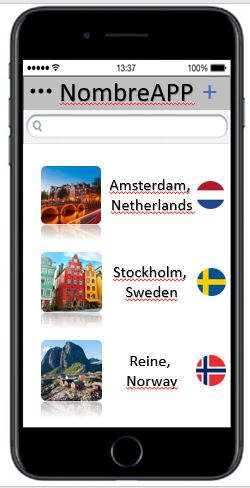 13:37 100%
••• NombreAPP +
Amsterdam,
Netherlands
Stockholm,
Sweden
Reine,
Norway